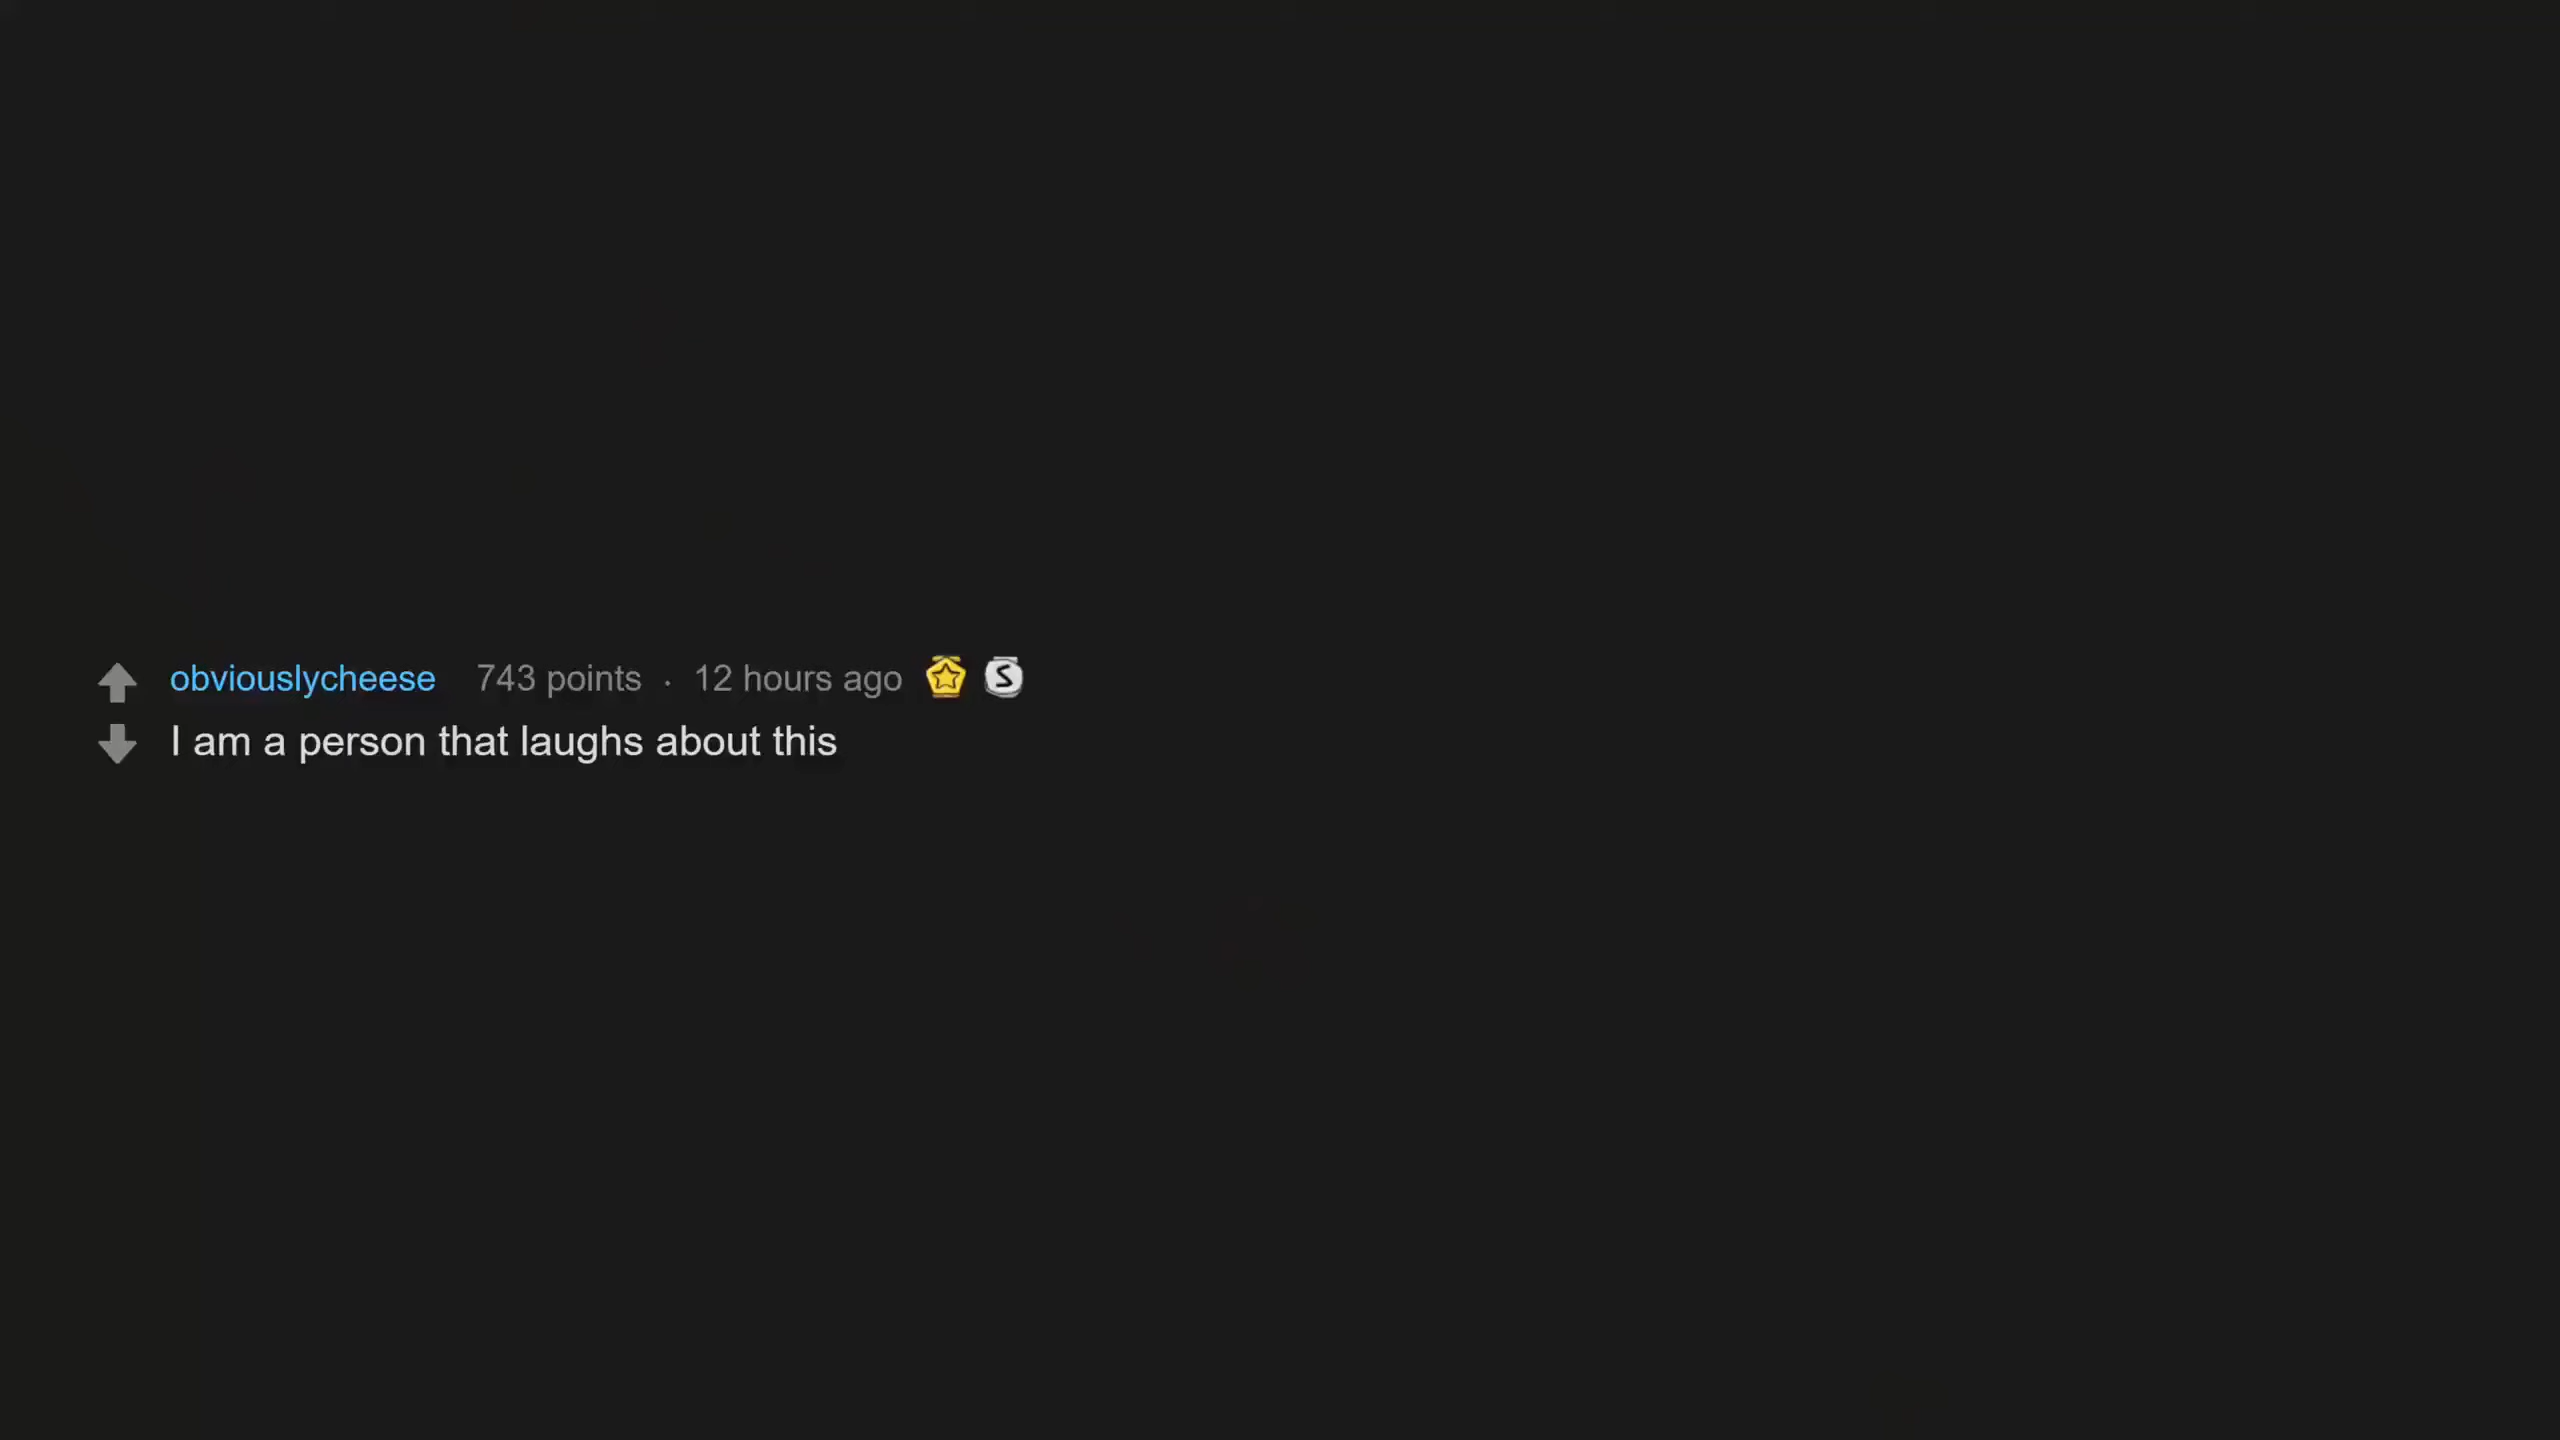 obviouslycheese 743 points · 12 hours ago S
I am a person that laughs about this